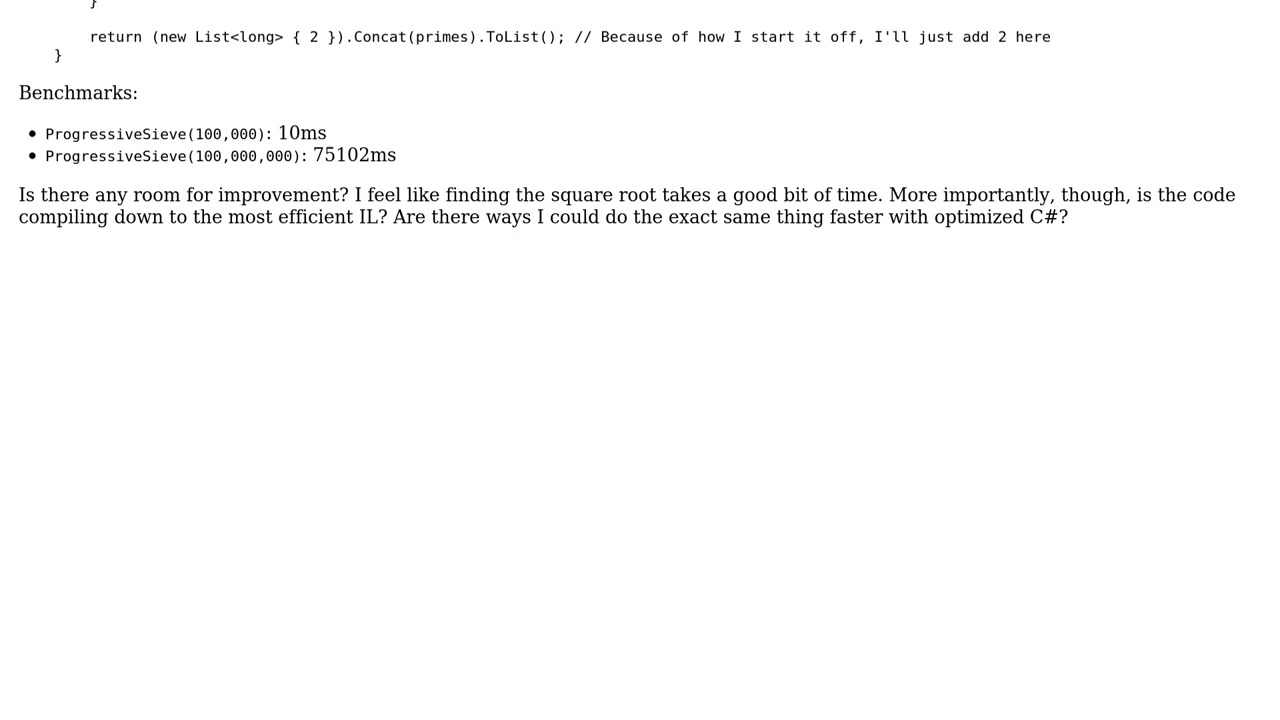 }
return (new List<long> { 2 }).Concat(primes).ToList(); // Because of how I start it off, I'll just add 2 here
}
Benchmarks:
• ProgressiveSieve(100,000): 10ms
• ProgressiveSieve(100,000,000): 75102ms
Is there any room for improvement? I feel like finding the square root takes a good bit of time. More importantly, though, is the code
compiling down to the most efficient IL? Are there ways I could do the exact same thing faster with optimized C#?